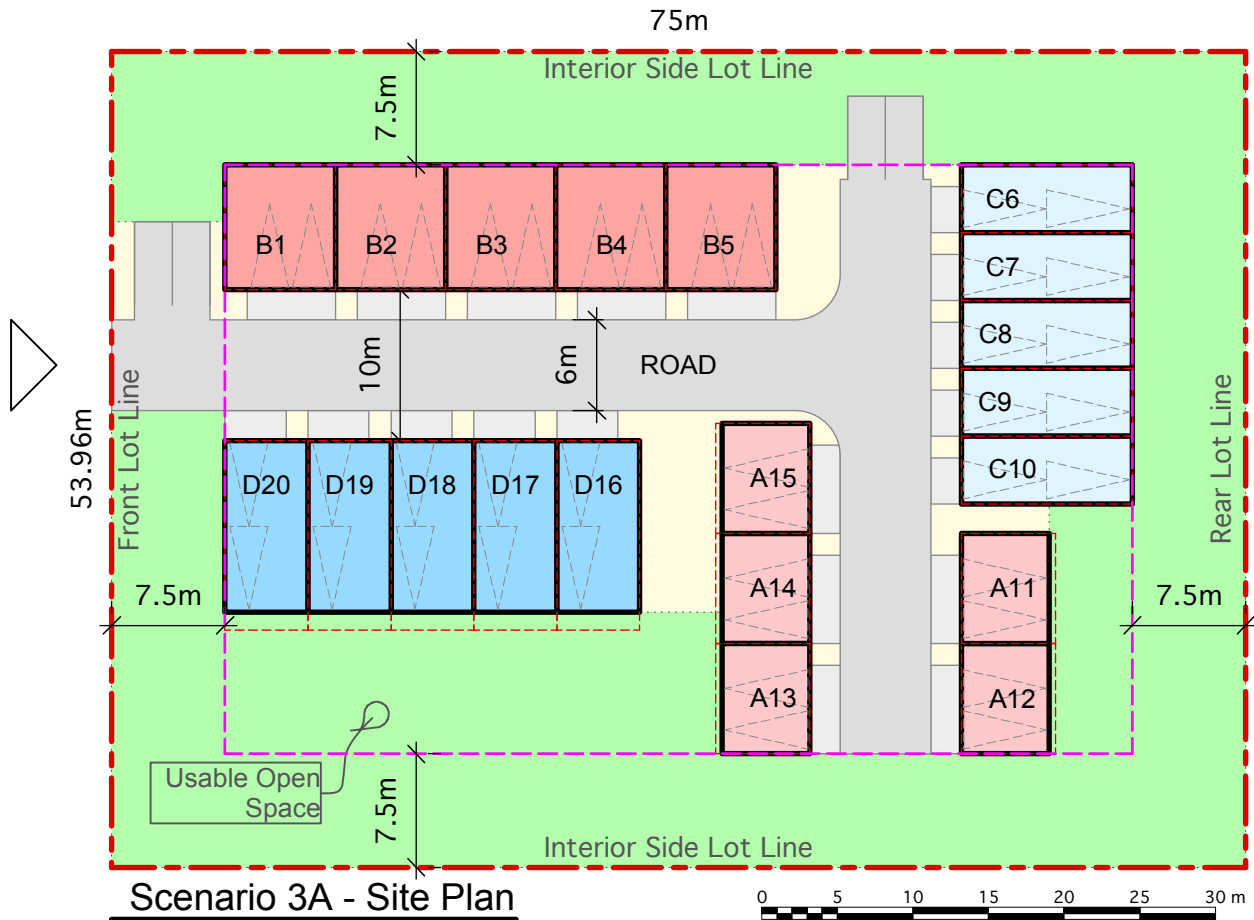 75m
Interior Side Lot Line
7.5m
B1 B2 B3 B4 B5
C6
C7
C8
C9
C10
10m
6m
ROAD
53.96m
Front Lot Line
Rear Lot Line
D20 D19 D18 D17 D16
A15
A14
A13
A11
A12
7.5m
7.5m
Usable Open
Space
7.5m
Interior Side Lot Line
Scenario 3A - Site Plan
0 5 10 15 20 25 30 m